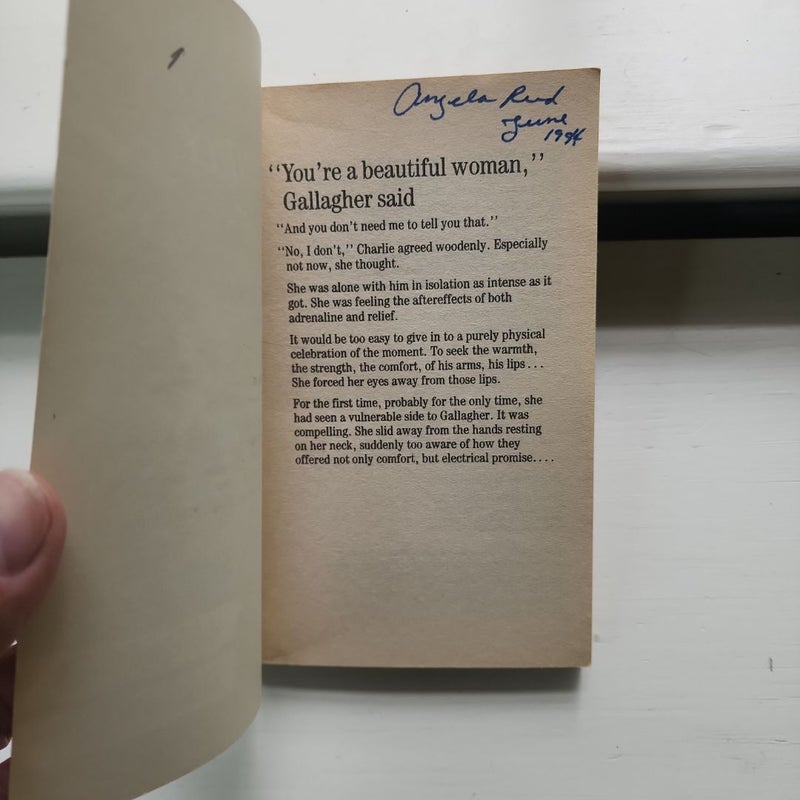 Angela Reid
June
1994
“You’re a beautiful woman,”
Gallagher said
“And you don’t need me to tell you that.”
“No, I don’t,” Charlie agreed woodenly. Especially
not now, she thought.
She was alone with him in isolation as intense as it
got. She was feeling the aftereffects of both
adrenaline and relief.
It would be too easy to give in to a purely physical
celebration of the moment. To seek the warmth,
the strength, the comfort, of his arms, his lips . . .
She forced her eyes away from those lips.
For the first time, probably for the only time, she
had seen a vulnerable side to Gallagher. It was
compelling. She slid away from the hands resting
on her neck, suddenly too aware of how they
offered not only comfort, but electrical promise. . . .